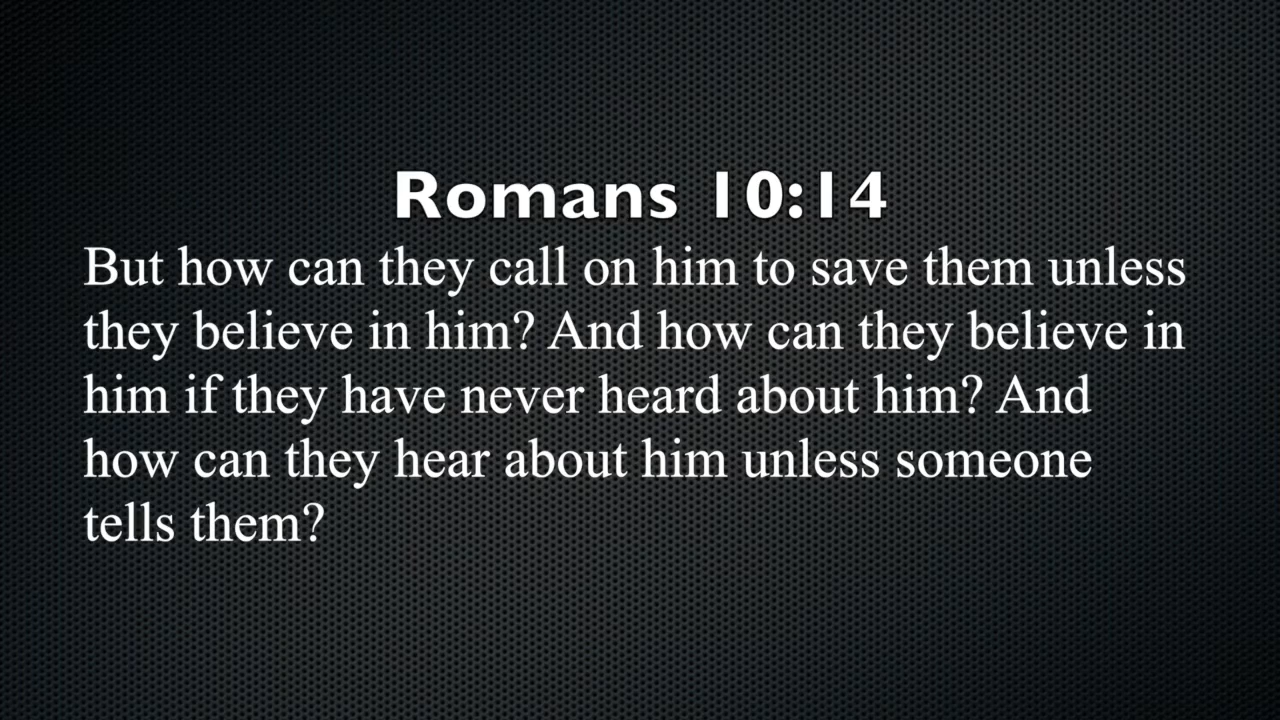 Romans 10:14
But how can they call on him to save them unless
they believe in him? And how can they believe in
him if they have never heard about him? And
how can they hear about him unless someone
tells them?